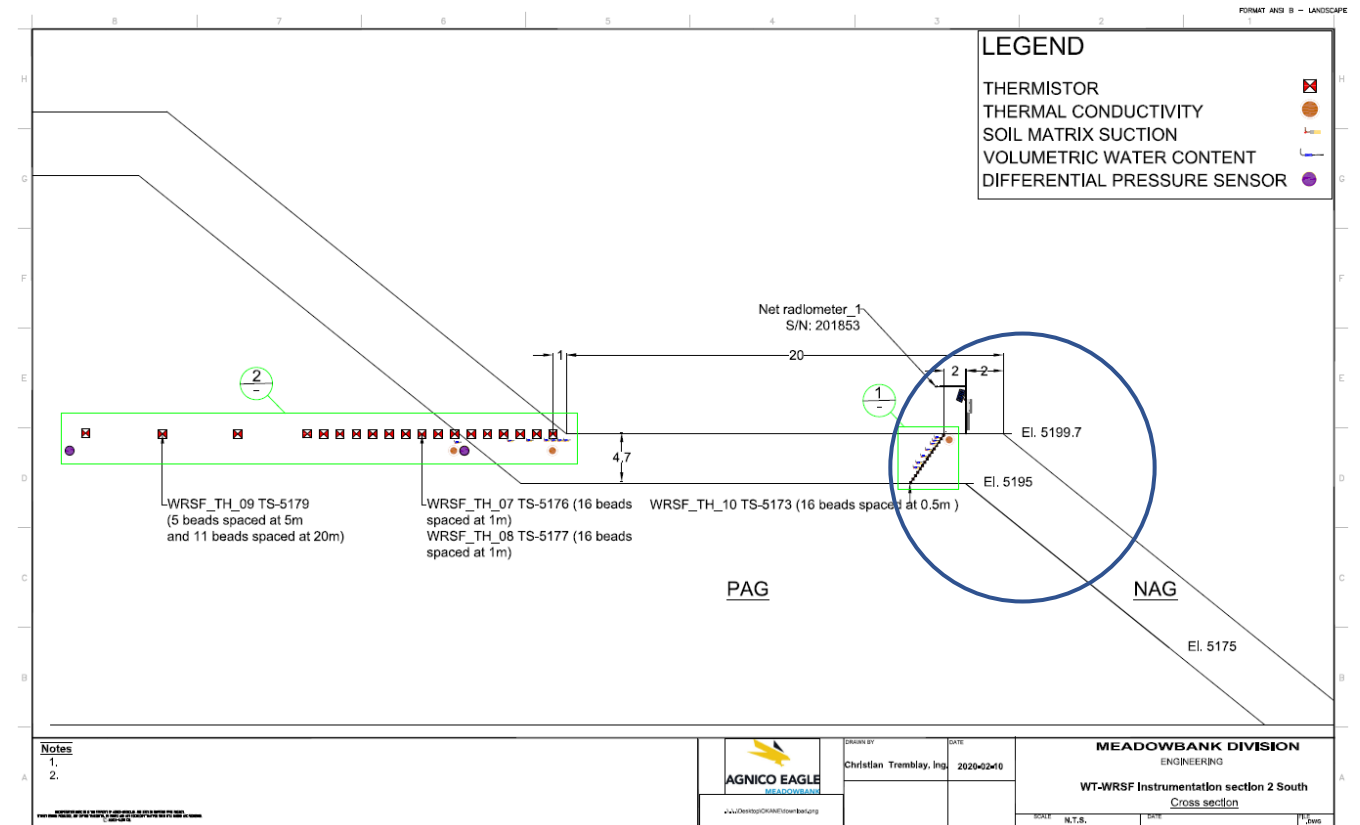 FORMAT ANSI B - LANDSCAPE
8 7 6 5 4 3 2 1
H H
G G
F F
E E
D D
C C
B B
A A
LEGEND
THERMISTOR
THERMAL CONDUCTIVITY
SOIL MATRIX SUCTION
VOLUMETRIC WATER CONTENT
DIFFERENTIAL PRESSURE SENSOR
Net radiometer_1
S/N: 201853
1
20
2
2
2
-
1
-
4,7
El. 5199.7
El. 5195
WRSF_TH_09 TS-5179
(5 beads spaced at 5m
and 11 beads spaced at 20m)
WRSF_TH_07 TS-5176 (16 beads
spaced at 1m)
WRSF_TH_08 TS-5177 (16 beads
spaced at 1m)
WRSF_TH_10 TS-5173 (16 beads spaced at 0.5m )
PAG
NAG
El. 5175
Notes
1.
2.
AGNICO EAGLE
MEADOWBANK
DRAWN BY
Christian Tremblay, ing.
DATE
2020-02-10
MEADOWBANK DIVISION
ENGINEERING
WT-WRSF Instrumentation section 2 South
Cross section
SCALE
N.T.S.
DATE
FILE
.DWG